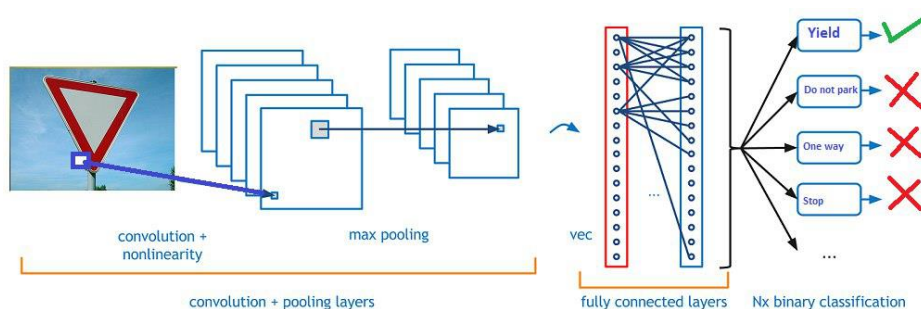 Yield
Do not park
One way
Stop
...
...
convolution +
nonlinearity
max pooling
vec
convolution + pooling layers
fully connected layers
Nx binary classification